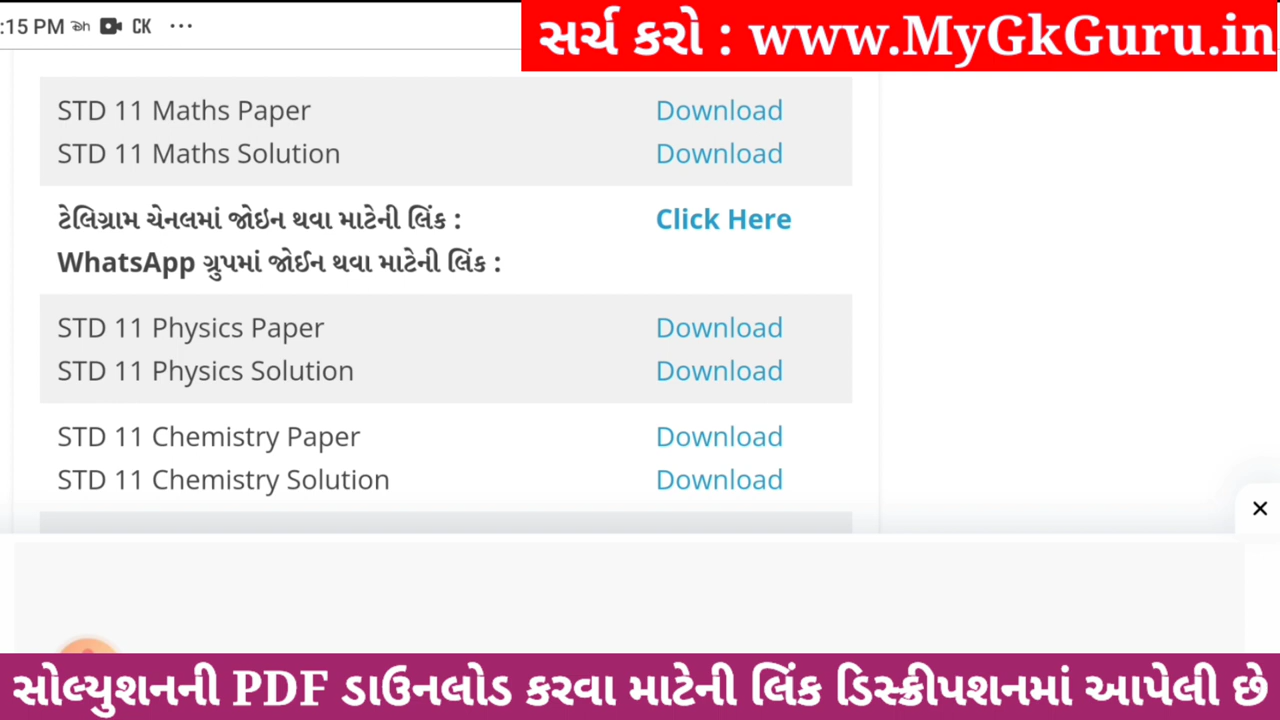 :15 PM CK ...
સર્ચ કરો : www.MyGkGuru.in
STD 11 Maths Paper Download
STD 11 Maths Solution Download
ટેલિગ્રામ ચેનલમાં જોઇન થવા માટેની લિંક : Click Here
WhatsApp ગ્રુપમાં જોઈન થવા માટેની લિંક :
STD 11 Physics Paper Download
STD 11 Physics Solution Download
STD 11 Chemistry Paper Download
STD 11 Chemistry Solution Download
સોલ્યુશનની PDF ડાઉનલોડ કરવા માટેની લિંક ડિસ્ક્રીપશનમાં આપેલી છે